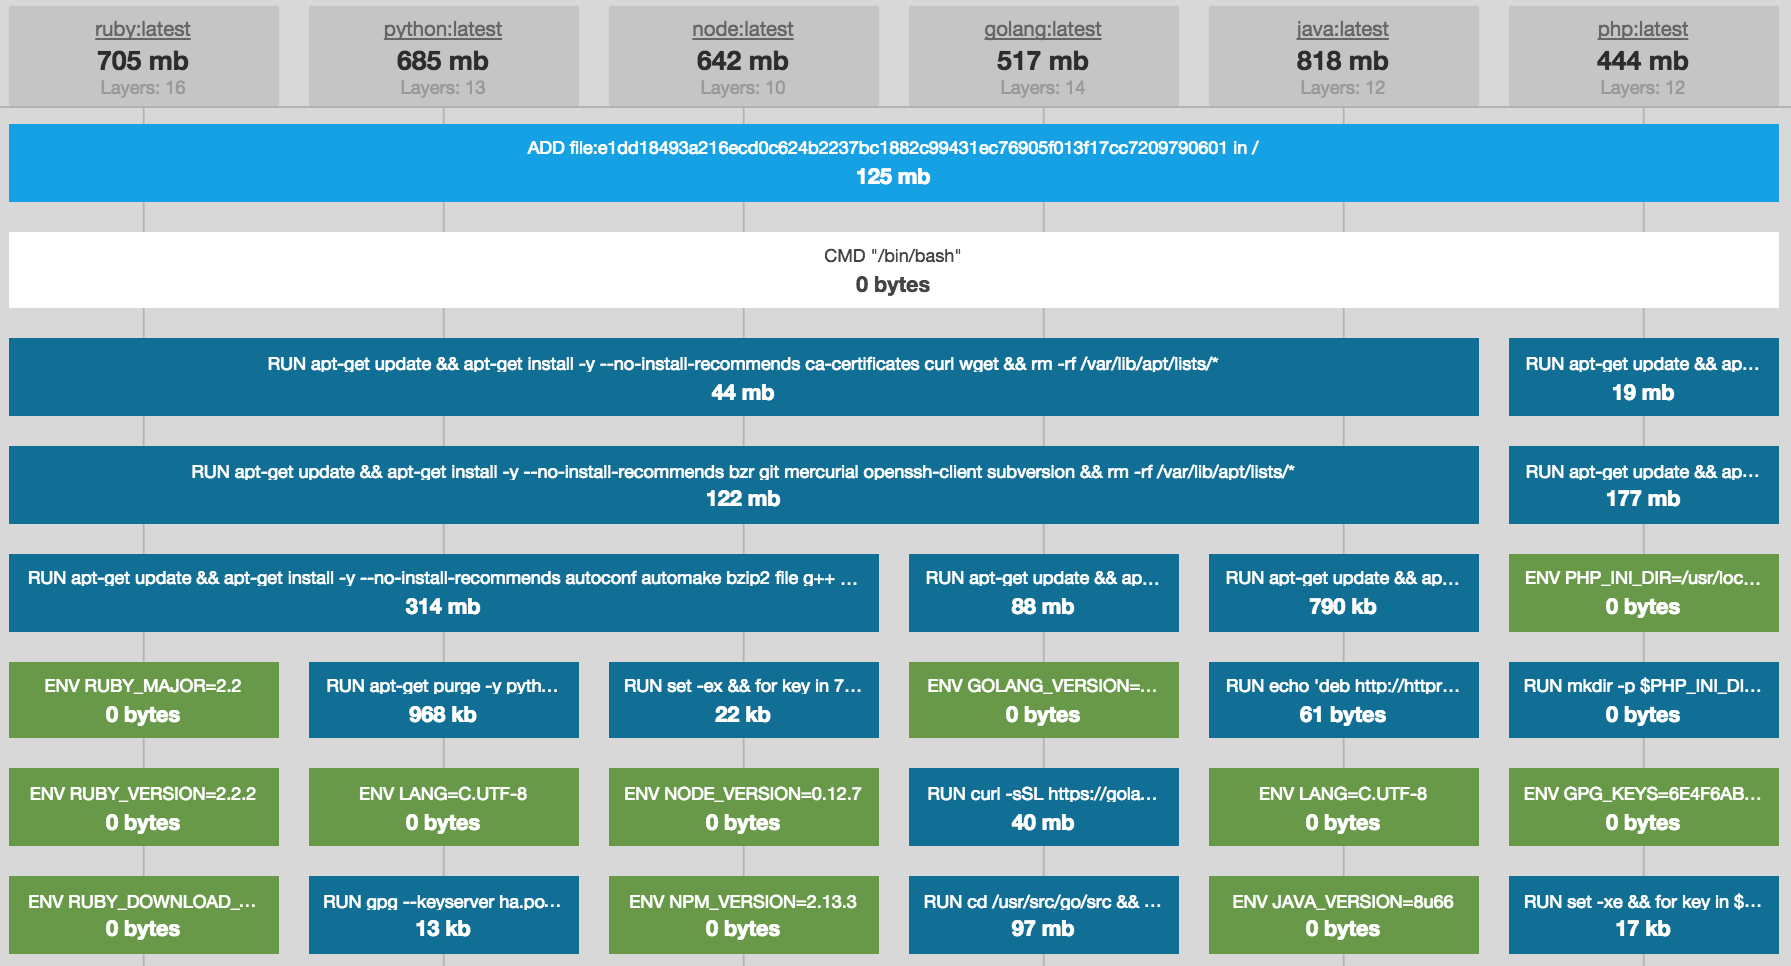 ruby:latest
705 mb
Layers: 16
python:latest
685 mb
Layers: 13
node:latest
642 mb
Layers: 10
golang:latest
517 mb
Layers: 14
java:latest
818 mb
Layers: 12
php:latest
444 mb
Layers: 12
ADD file:e1dd18493a216ecd0c624b2237bc1882c99431ec76905f013f17cc7209790601 in /
125 mb
CMD "/bin/bash"
0 bytes
RUN apt-get update && apt-get install -y --no-install-recommends ca-certificates curl wget && rm -rf /var/lib/apt/lists/*
44 mb
RUN apt-get update && ap...
19 mb
RUN apt-get update && apt-get install -y --no-install-recommends bzr git mercurial openssh-client subversion && rm -rf /var/lib/apt/lists/*
122 mb
RUN apt-get update && ap...
177 mb
RUN apt-get update && apt-get install -y --no-install-recommends autoconf automake bzip2 file g++ ...
314 mb
RUN apt-get update && ap...
88 mb
RUN apt-get update && ap...
790 kb
ENV PHP_INI_DIR=/usr/loc...
0 bytes
ENV RUBY_MAJOR=2.2
0 bytes
RUN apt-get purge -y pyth...
968 kb
RUN set -ex && for key in 7...
22 kb
ENV GOLANG_VERSION=...
0 bytes
RUN echo 'deb http://httpr...
61 bytes
RUN mkdir -p $PHP_INI_DI...
0 bytes
ENV RUBY_VERSION=2.2.2
0 bytes
ENV LANG=C.UTF-8
0 bytes
ENV NODE_VERSION=0.12.7
0 bytes
RUN curl -sSL https://gola...
40 mb
ENV LANG=C.UTF-8
0 bytes
ENV GPG_KEYS=6E4F6AB...
0 bytes
ENV RUBY_DOWNLOAD_...
0 bytes
RUN gpg --keyserver ha.po...
13 kb
ENV NPM_VERSION=2.13.3
0 bytes
RUN cd /usr/src/go/src && ...
97 mb
ENV JAVA_VERSION=8u66
0 bytes
RUN set -xe && for key in $...
17 kb